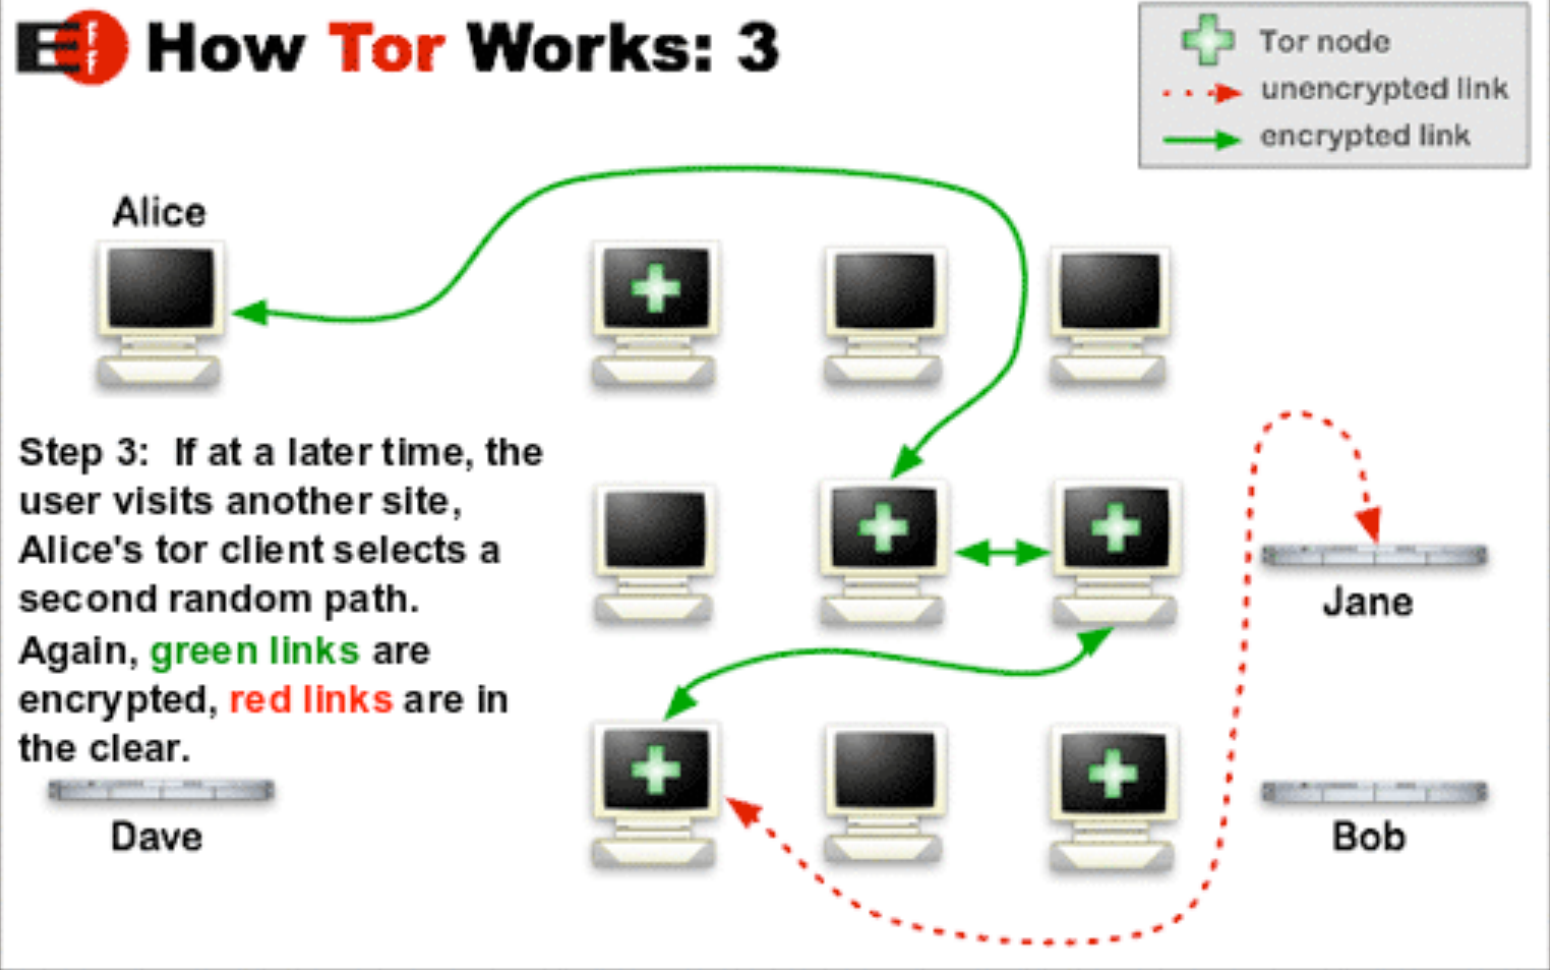 EFF How Tor Works: 3
Tor node
unencrypted link
encrypted link
Alice
Step 3:  If at a later time, the
user visits another site,
Alice's tor client selects a
second random path.
Again, green links are
encrypted, red links are in
the clear.
Jane
Dave
Bob